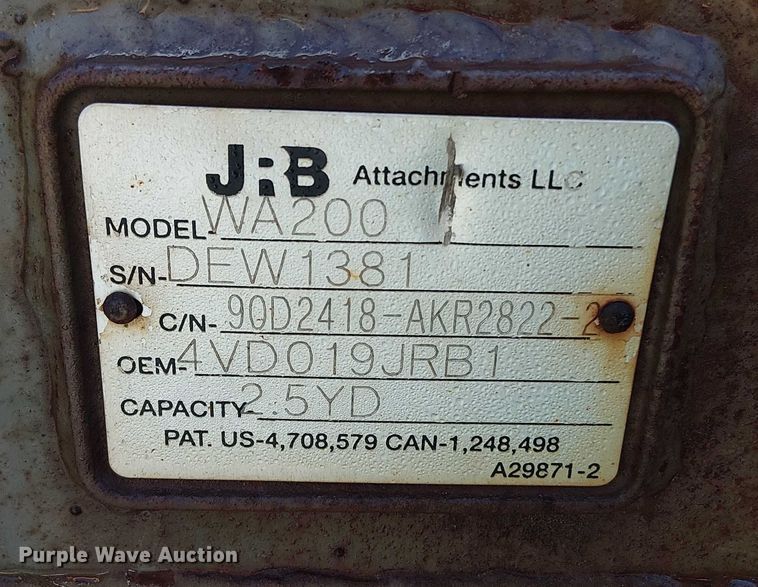 JRB Attachments LLC
MODEL-WA200
S/N-DEW1381
C/N-90D2418-AKR2822-2
OEM-4VD019JRB1
CAPACITY-2.5YD
PAT. US-4,708,579 CAN-1,248,498
A29871-2
Purple Wave Auction